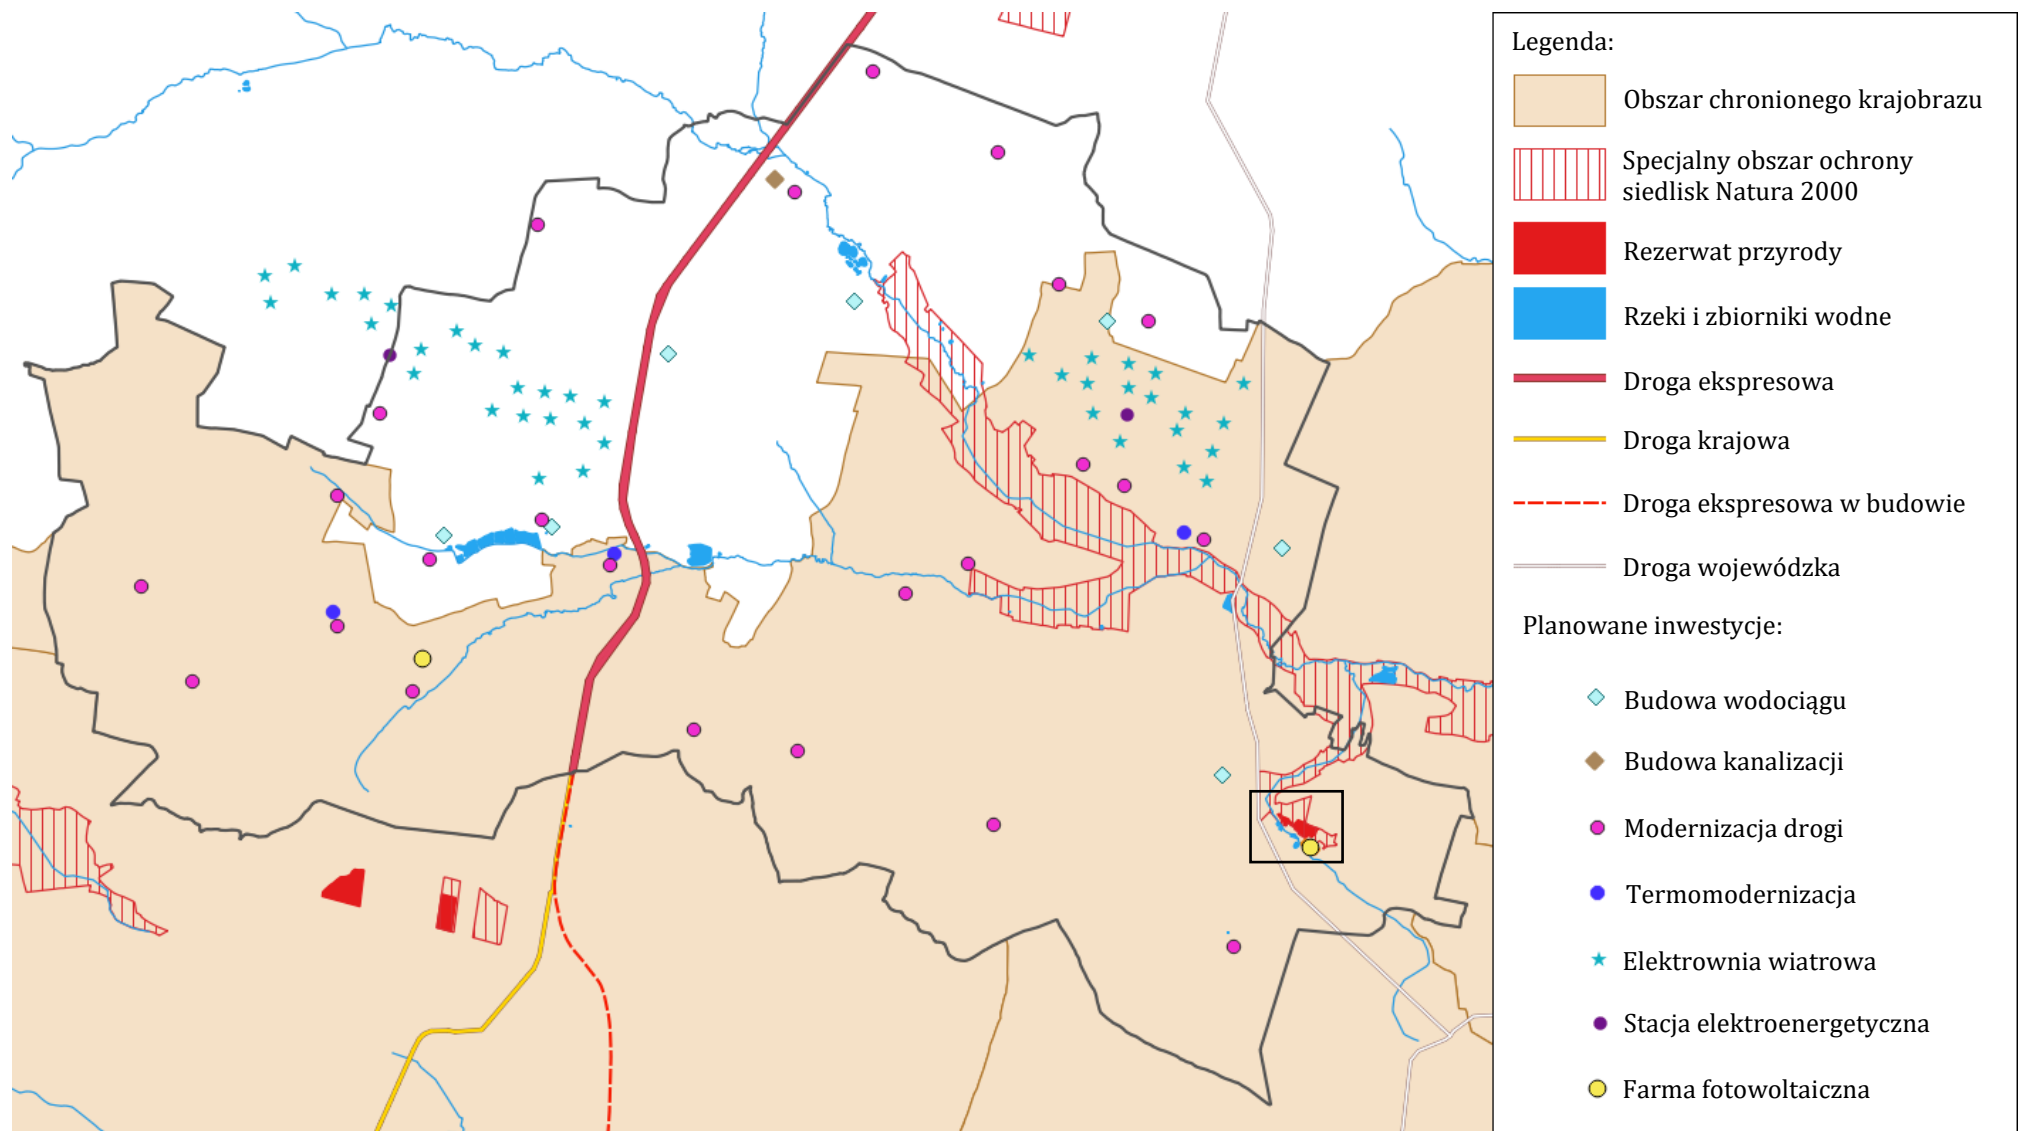 Legenda:
Obszar chronionego krajobrazu
Specjalny obszar ochrony
siedlisk Natura 2000
Rezerwat przyrody
Rzeki i zbiorniki wodne
Droga ekspresowa
Droga krajowa
Droga ekspresowa w budowie
Droga wojewódzka
Planowane inwestycje:
Budowa wodociągu
Budowa kanalizacji
Modernizacja drogi
Termomodernizacja
Elektrownia wiatrowa
Stacja elektroenergetyczna
Farma fotowoltaiczna